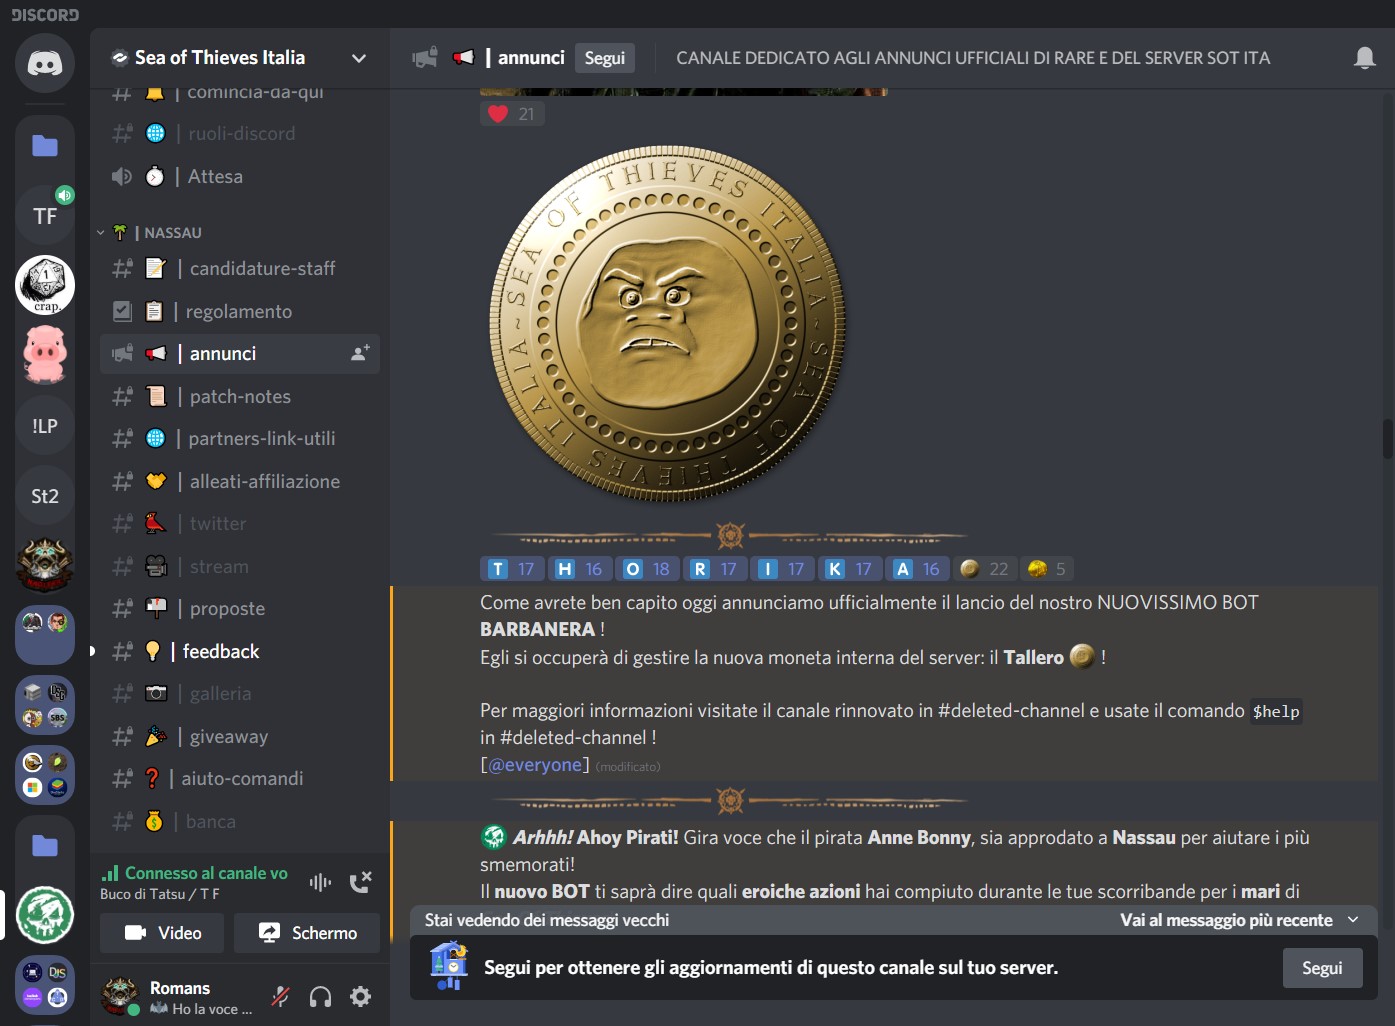 DISCORD
Sea of Thieves Italia
| annunci
Segui
CANALE DEDICATO AGLI ANNUNCI UFFICIALI DI RARE E DEL SERVER SOT ITA
| comincia-da-qui
| ruoli-discord
| Attesa
| NASSAU
| candidature-staff
| regolamento
| annunci
| patch-notes
| partners-link-utili
| alleati-affiliazione
| twitter
| stream
| proposte
| feedback
| galleria
| giveaway
| aiuto-comandi
| banca
TF
crap.
!LP
St2
SBS
DJS
21
~ SEA OF THIEVES ITALIA ~ SEA OF THIEVES ITALIA
T 17 H 16 O 18 R 17 I 17 K 17 A 16 22 5
Come avrete ben capito oggi annunciamo ufficialmente il lancio del nostro NUOVISSIMO BOT
BARBANERA !
Egli si occuperà di gestire la nuova moneta interna del server: il Tallero !
Per maggiori informazioni visitate il canale rinnovato in #deleted-channel e usate il comando $help
in #deleted-channel !
[@everyone] (modificato)
Arhhh! Ahoy Pirati! Gira voce che il pirata Anne Bonny, sia approdato a Nassau per aiutare i più
smemorati!
Il nuovo BOT ti saprà dire quali eroiche azioni hai compiuto durante le tue scorribande per i mari di
Stai vedendo dei messaggi vecchi
Vai al messaggio più recente
Segui per ottenere gli aggiornamenti di questo canale sul tuo server.
Segui
Connesso al canale vo
Buco di Tatsu / T F
Video
Schermo
Romans
Ho la voce ...